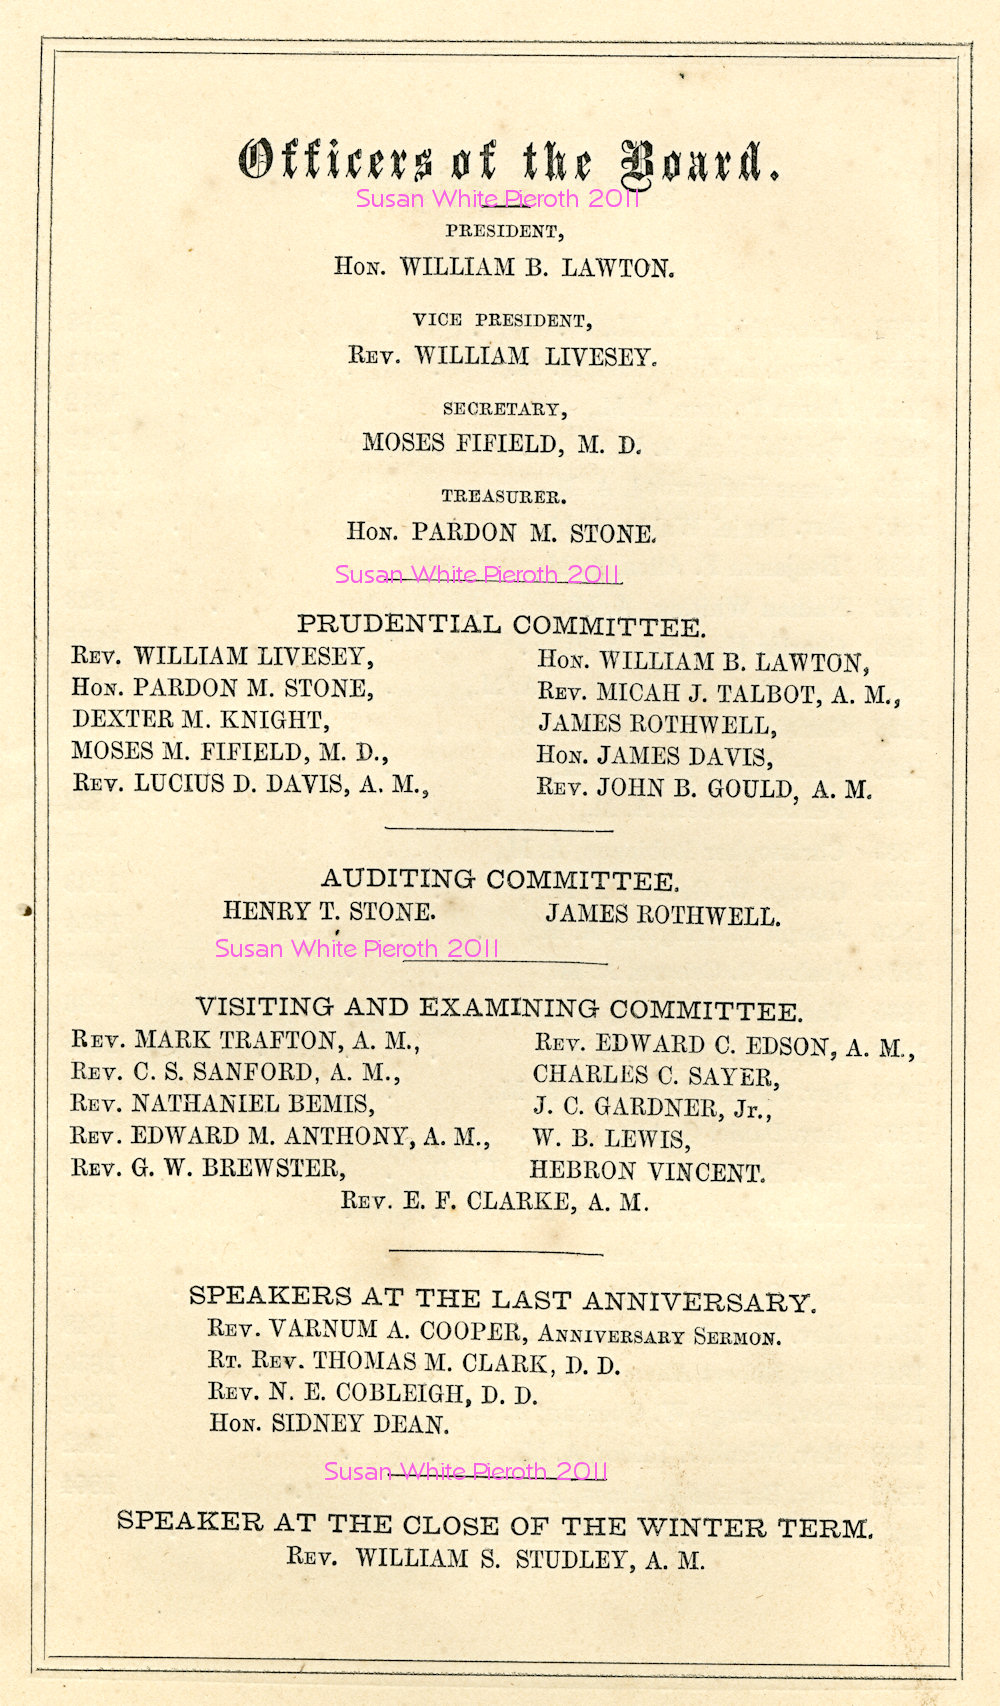 Officers of the Board.
Susan White Pieroth 2011
PRESIDENT,
HON. WILLIAM B. LAWTON.
VICE PRESIDENT,
REV. WILLIAM LIVESEY.
SECRETARY,
MOSES FIFIELD, M. D.
TREASURER.
HON. PARDON M. STONE.
Susan White Pieroth 2011
PRUDENTIAL COMMITTEE.
REV. WILLIAM LIVESEY, HON. WILLIAM B. LAWTON,
HON. PARDON M. STONE, REV. MICAH J. TALBOT, A. M.,
DEXTER M. KNIGHT, JAMES ROTHWELL,
MOSES M. FIFIELD, M. D., HON. JAMES DAVIS,
REV. LUCIUS D. DAVIS, A. M., REV. JOHN B. GOULD, A. M.
AUDITING COMMITTEE.
HENRY T. STONE. JAMES ROTHWELL.
Susan White Pieroth 2011
VISITING AND EXAMINING COMMITTEE.
REV. MARK TRAFTON, A. M., REV. EDWARD C. EDSON, A. M.,
REV. C. S. SANFORD, A. M., CHARLES C. SAYER,
REV. NATHANIEL BEMIS, J. C. GARDNER, Jr.,
REV. EDWARD M. ANTHONY, A. M., W. B. LEWIS,
REV. G. W. BREWSTER, HEBRON VINCENT.
REV. E. F. CLARKE, A. M.
SPEAKERS AT THE LAST ANNIVERSARY.
REV. VARNUM A. COOPER, ANNIVERSARY SERMON.
RT. REV. THOMAS M. CLARK, D. D.
REV. N. E. COBLEIGH, D. D.
HON. SIDNEY DEAN.
Susan White Pieroth 2011
SPEAKER AT THE CLOSE OF THE WINTER TERM.
REV. WILLIAM S. STUDLEY, A. M.